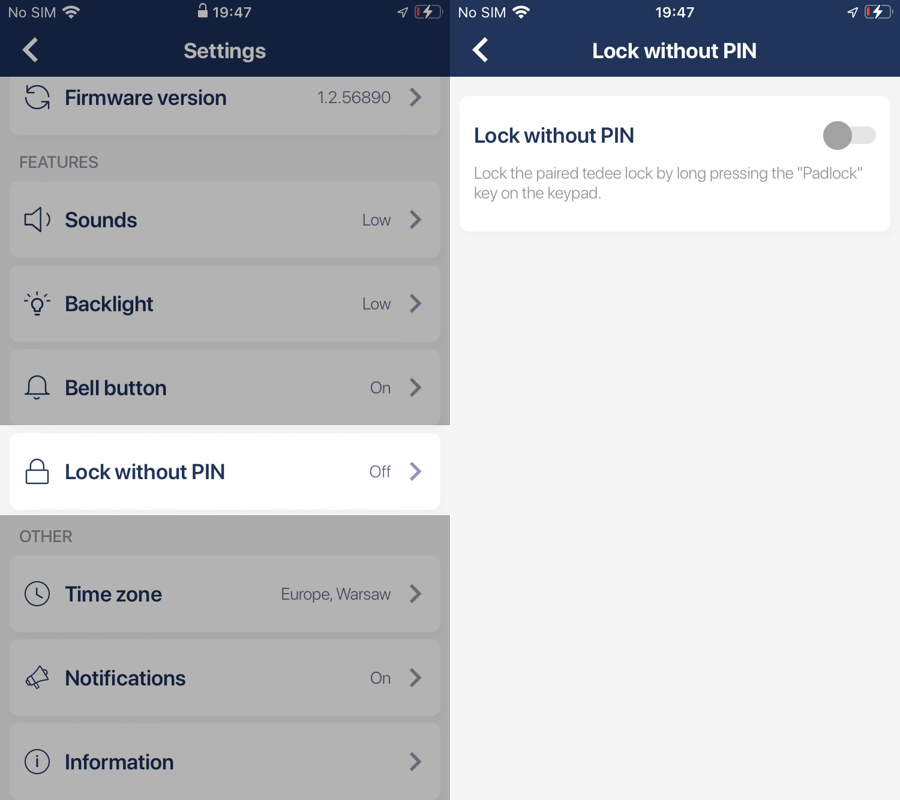 No SIM 19:47
Settings
Firmware version 1.2.56890
FEATURES
Sounds Low
Backlight Low
Bell button On
Lock without PIN Off
OTHER
Time zone Europe, Warsaw
Notifications On
Information
No SIM 19:47
Lock without PIN
Lock without PIN
Lock the paired tedee lock by long pressing the "Padlock"
key on the keypad.